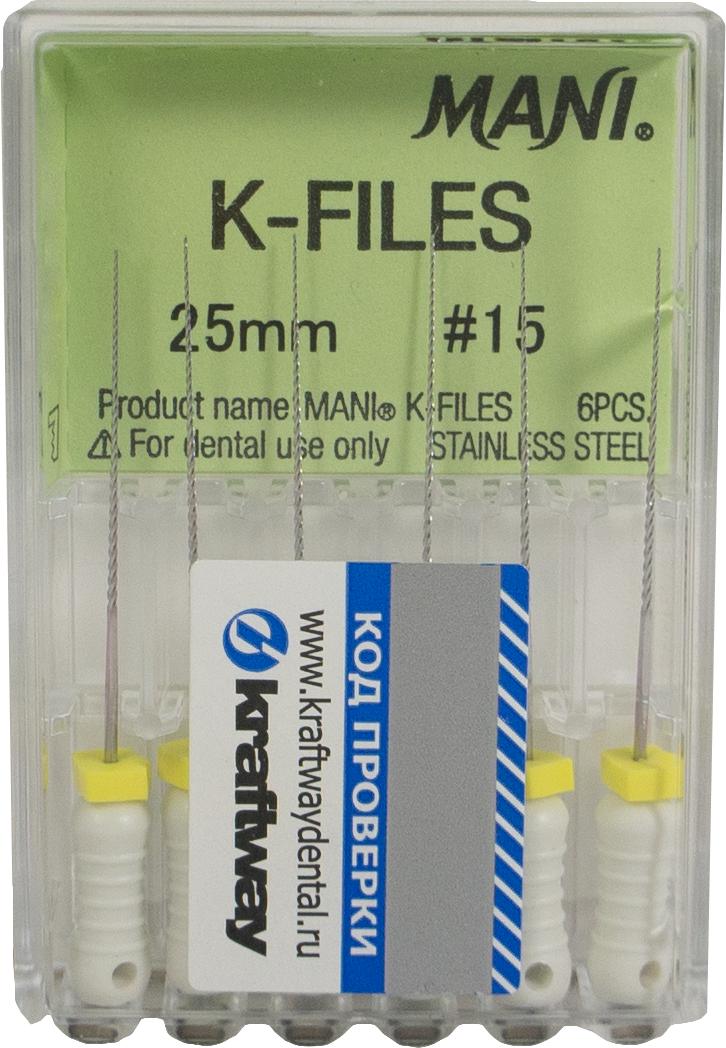 MANI®
K-FILES
25mm #15
Product name MANI® K-FILES 6PCS.
⚠ For dental use only STAINLESS STEEL
КОД ПРОВЕРКИ
www.kraftwaydental.ru
kraftway